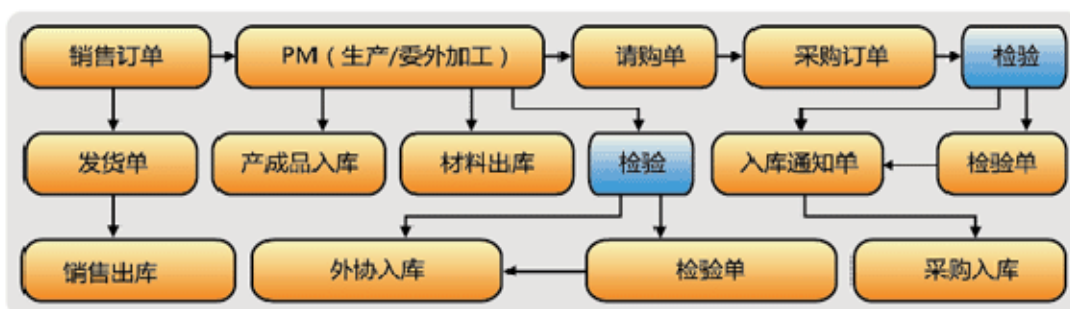 销售订单
PM（生产/委外加工）
请购单
采购订单
检验
发货单
产成品入库
材料出库
检验
入库通知单
检验单
销售出库
外协入库
检验单
采购入库